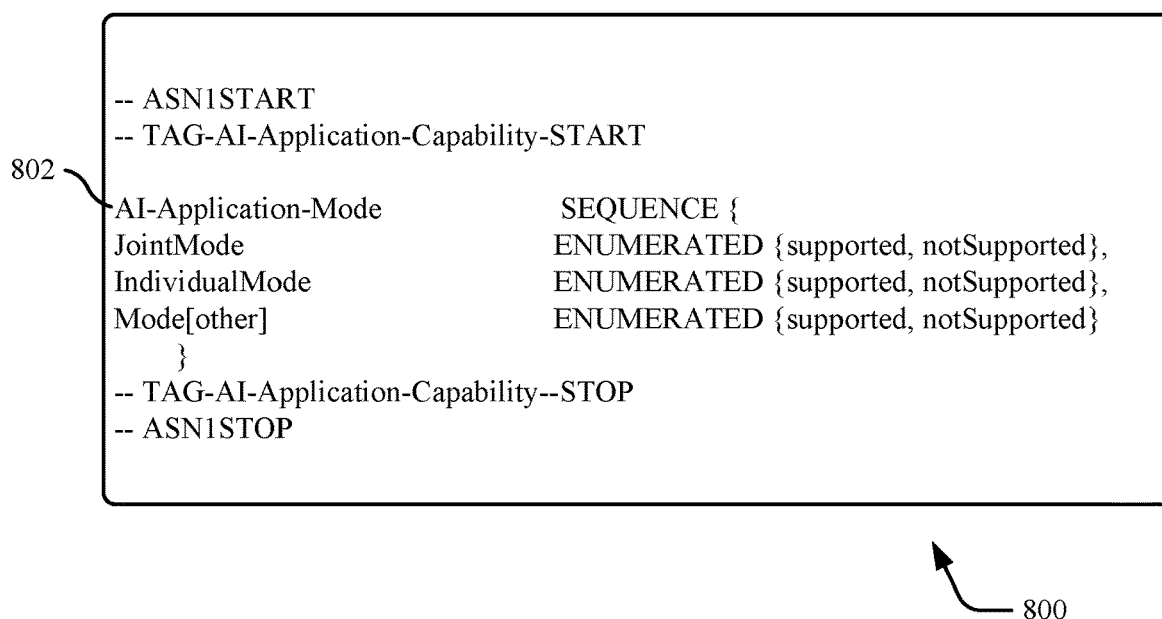 -- ASN1START
-- TAG-AI-Application-Capability-START
802
AI-Application-Mode SEQUENCE {
JointMode ENUMERATED {supported, notSupported},
IndividualMode ENUMERATED {supported, notSupported},
Mode[other] ENUMERATED {supported, notSupported}
}
-- TAG-AI-Application-Capability--STOP
-- ASN1STOP
800